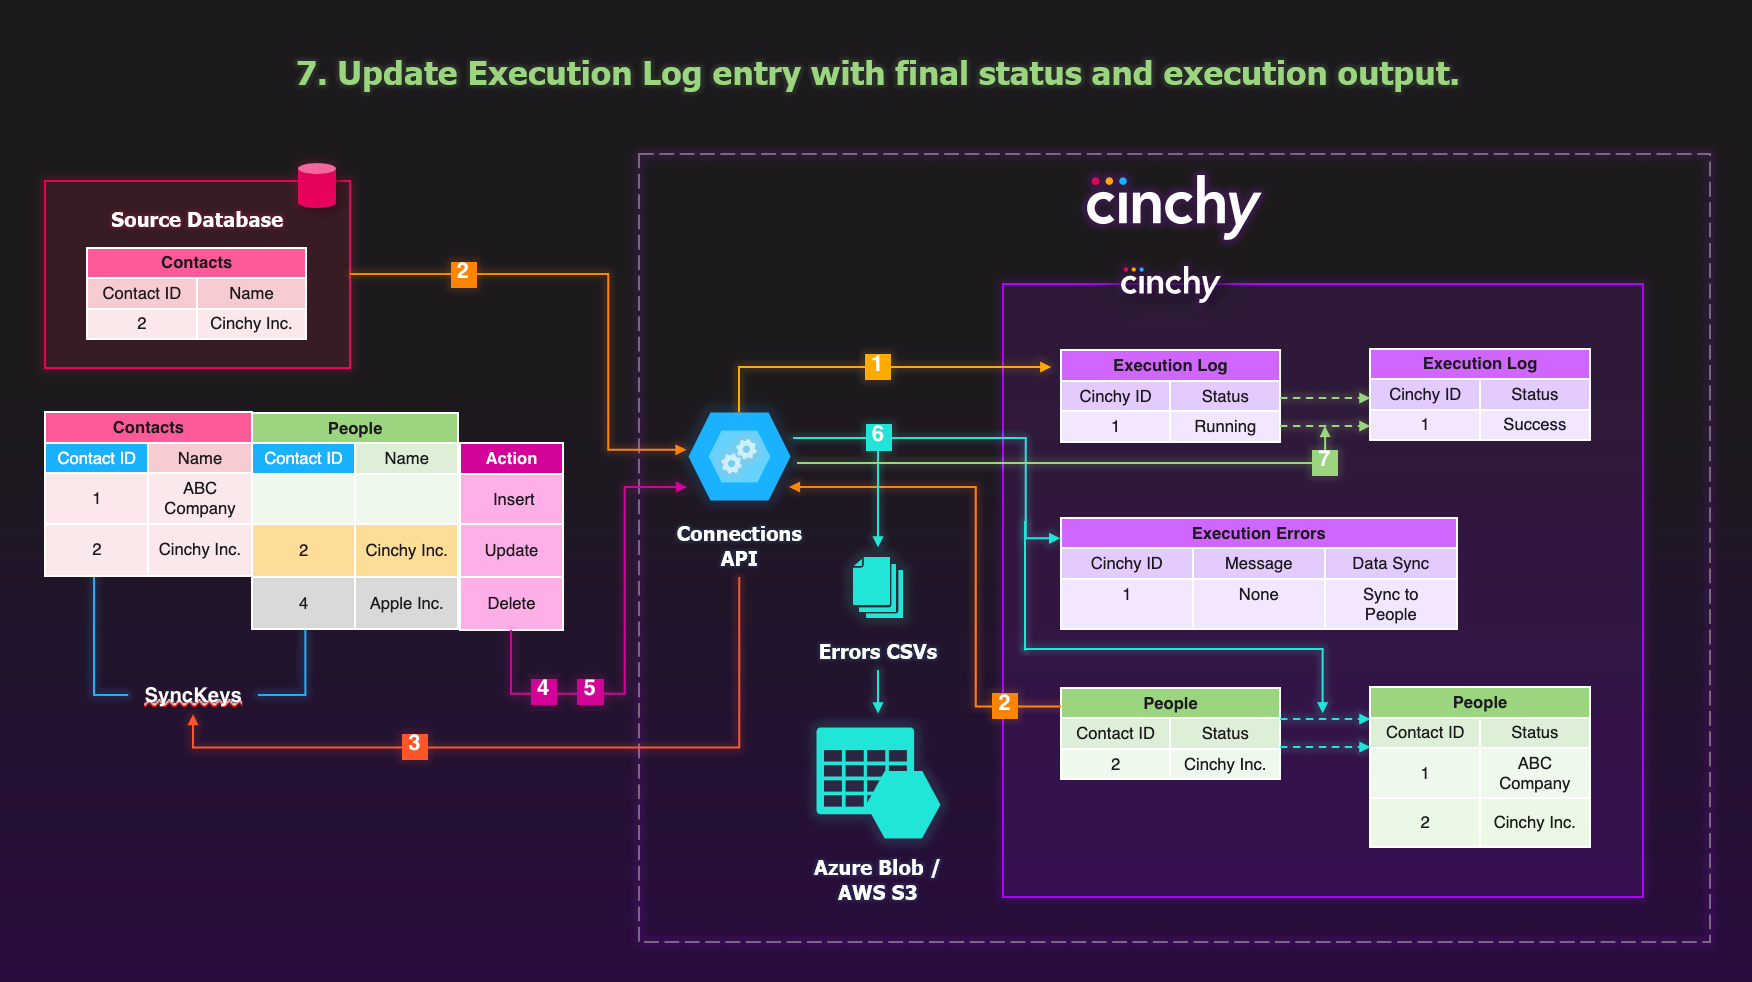 7. Update Execution Log entry with final status and execution output.
Source Database
Contacts
Contact ID Name
2 Cinchy Inc.
2
Contacts People
Contact ID Name Contact ID Name Action
1 ABC Company Insert
2 Cinchy Inc. 2 Cinchy Inc. Update
4 Apple Inc. Delete
SyncKeys
4 5
3
cinchy
cinchy
1
6
7
Connections
API
Errors CSVs
Azure Blob /
AWS S3
2
Execution Log
Cinchy ID Status
1 Running
Execution Log
Cinchy ID Status
1 Success
Execution Errors
Cinchy ID Message Data Sync
1 None Sync to
People
People
Contact ID Status
2 Cinchy Inc.
People
Contact ID Status
1 ABC
Company
2 Cinchy Inc.